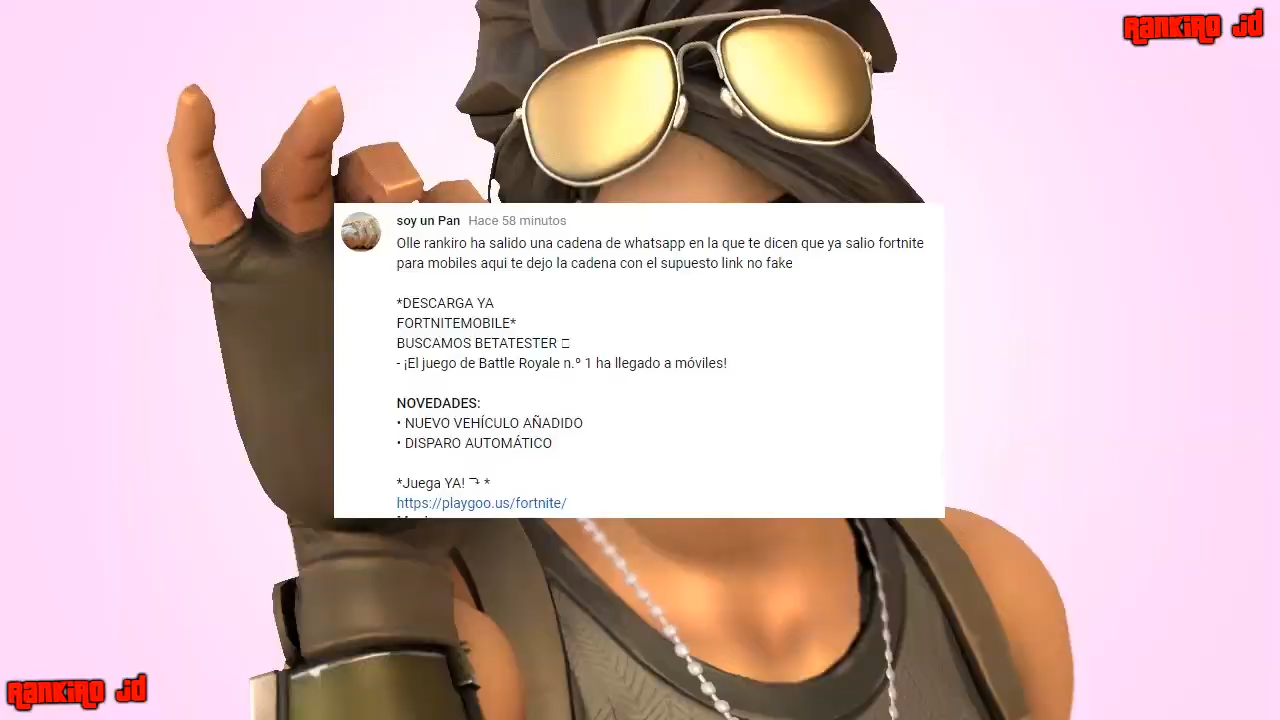 RANKIRO JD
soy un Pan Hace 58 minutos
Olle rankiro ha salido una cadena de whatsapp en la que te dicen que ya salio fortnite
para mobiles aqui te dejo la cadena con el supuesto link no fake
*DESCARGA YA
FORTNITEMOBILE*
BUSCAMOS BETATESTER □
- ¡El juego de Battle Royale n.º 1 ha llegado a móviles!
NOVEDADES:
• NUEVO VEHÍCULO AÑADIDO
• DISPARO AUTOMÁTICO
*Juega YA! ⤵ *
https://playgoo.us/fortnite/
RANKIRO JD